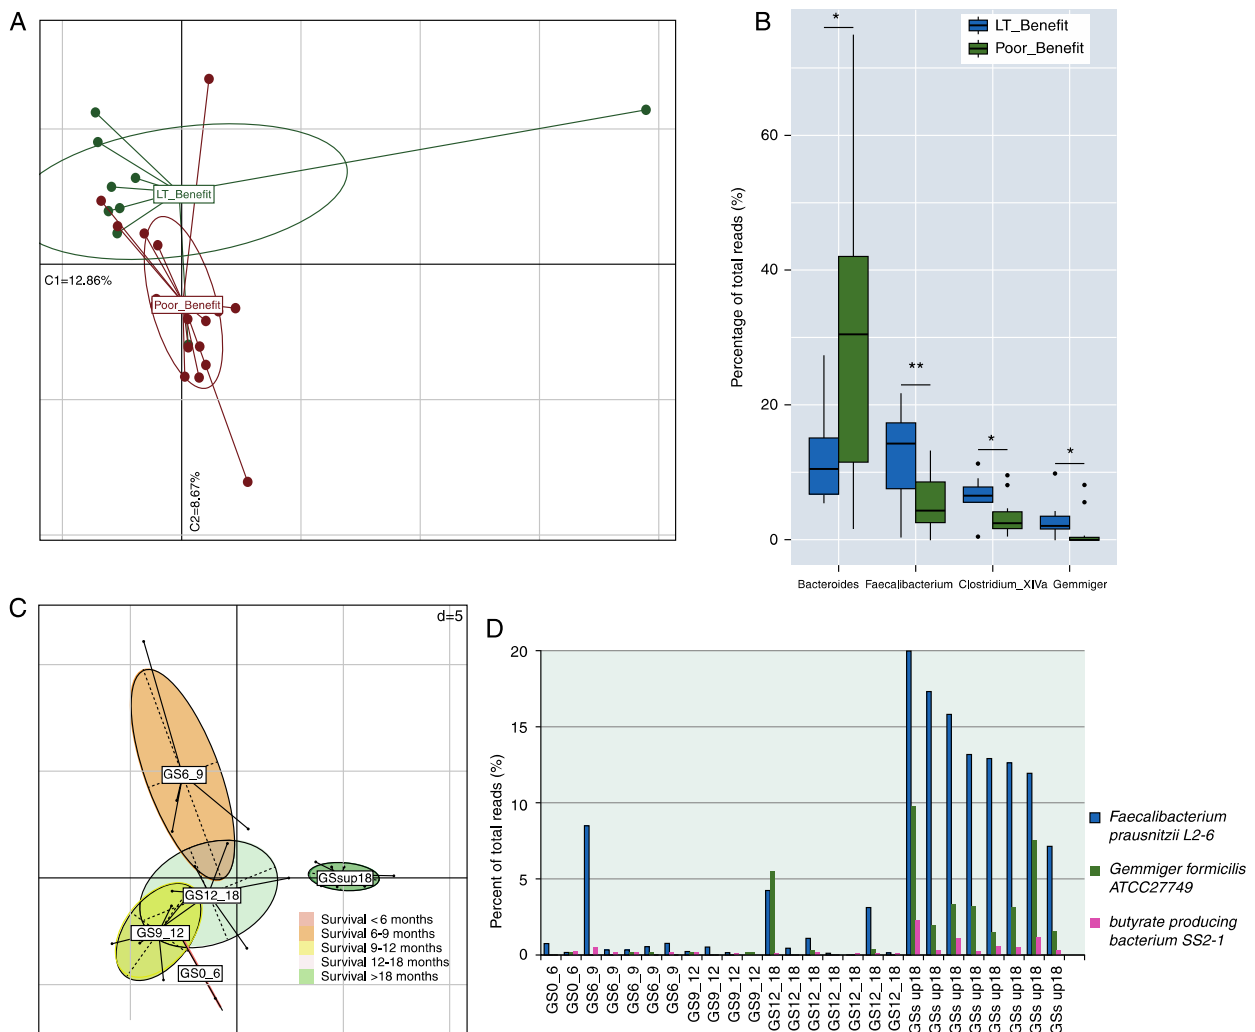 A
LT_Benefit
Poor_Benefit
C1=12.86%
C2=8.67%
B
LT_Benefit
Poor_Benefit
Percentage of total reads (%)
60
40
20
0
*
**
*
*
Bacteroides Faecalibacterium Clostridium_XIVa Gemmiger
C
d=5
GS6_9
GSsup18
GS12_18
GS9_12
GS0_6
Survival <6 months
Survival 6-9 months
Survival 9-12 months
Survival 12-18 months
Survival >18 months
D
Percent of total reads (%)
20
15
10
5
0
GS0_6
GS0_6
GS6_9
GS6_9
GS6_9
GS6_9
GS6_9
GS9_12
GS9_12
GS9_12
GS9_12
GS12_18
GS12_18
GS12_18
GS12_18
GS12_18
GS12_18
GS12_18
GSs up18
GSs up18
GSs up18
GSs up18
GSs up18
GSs up18
GSs up18
GSs up18
Faecalibacterium
prausnitzii L2-6
Gemmiger formicilis
ATCC27749
butyrate producing
bacterium SS2-1